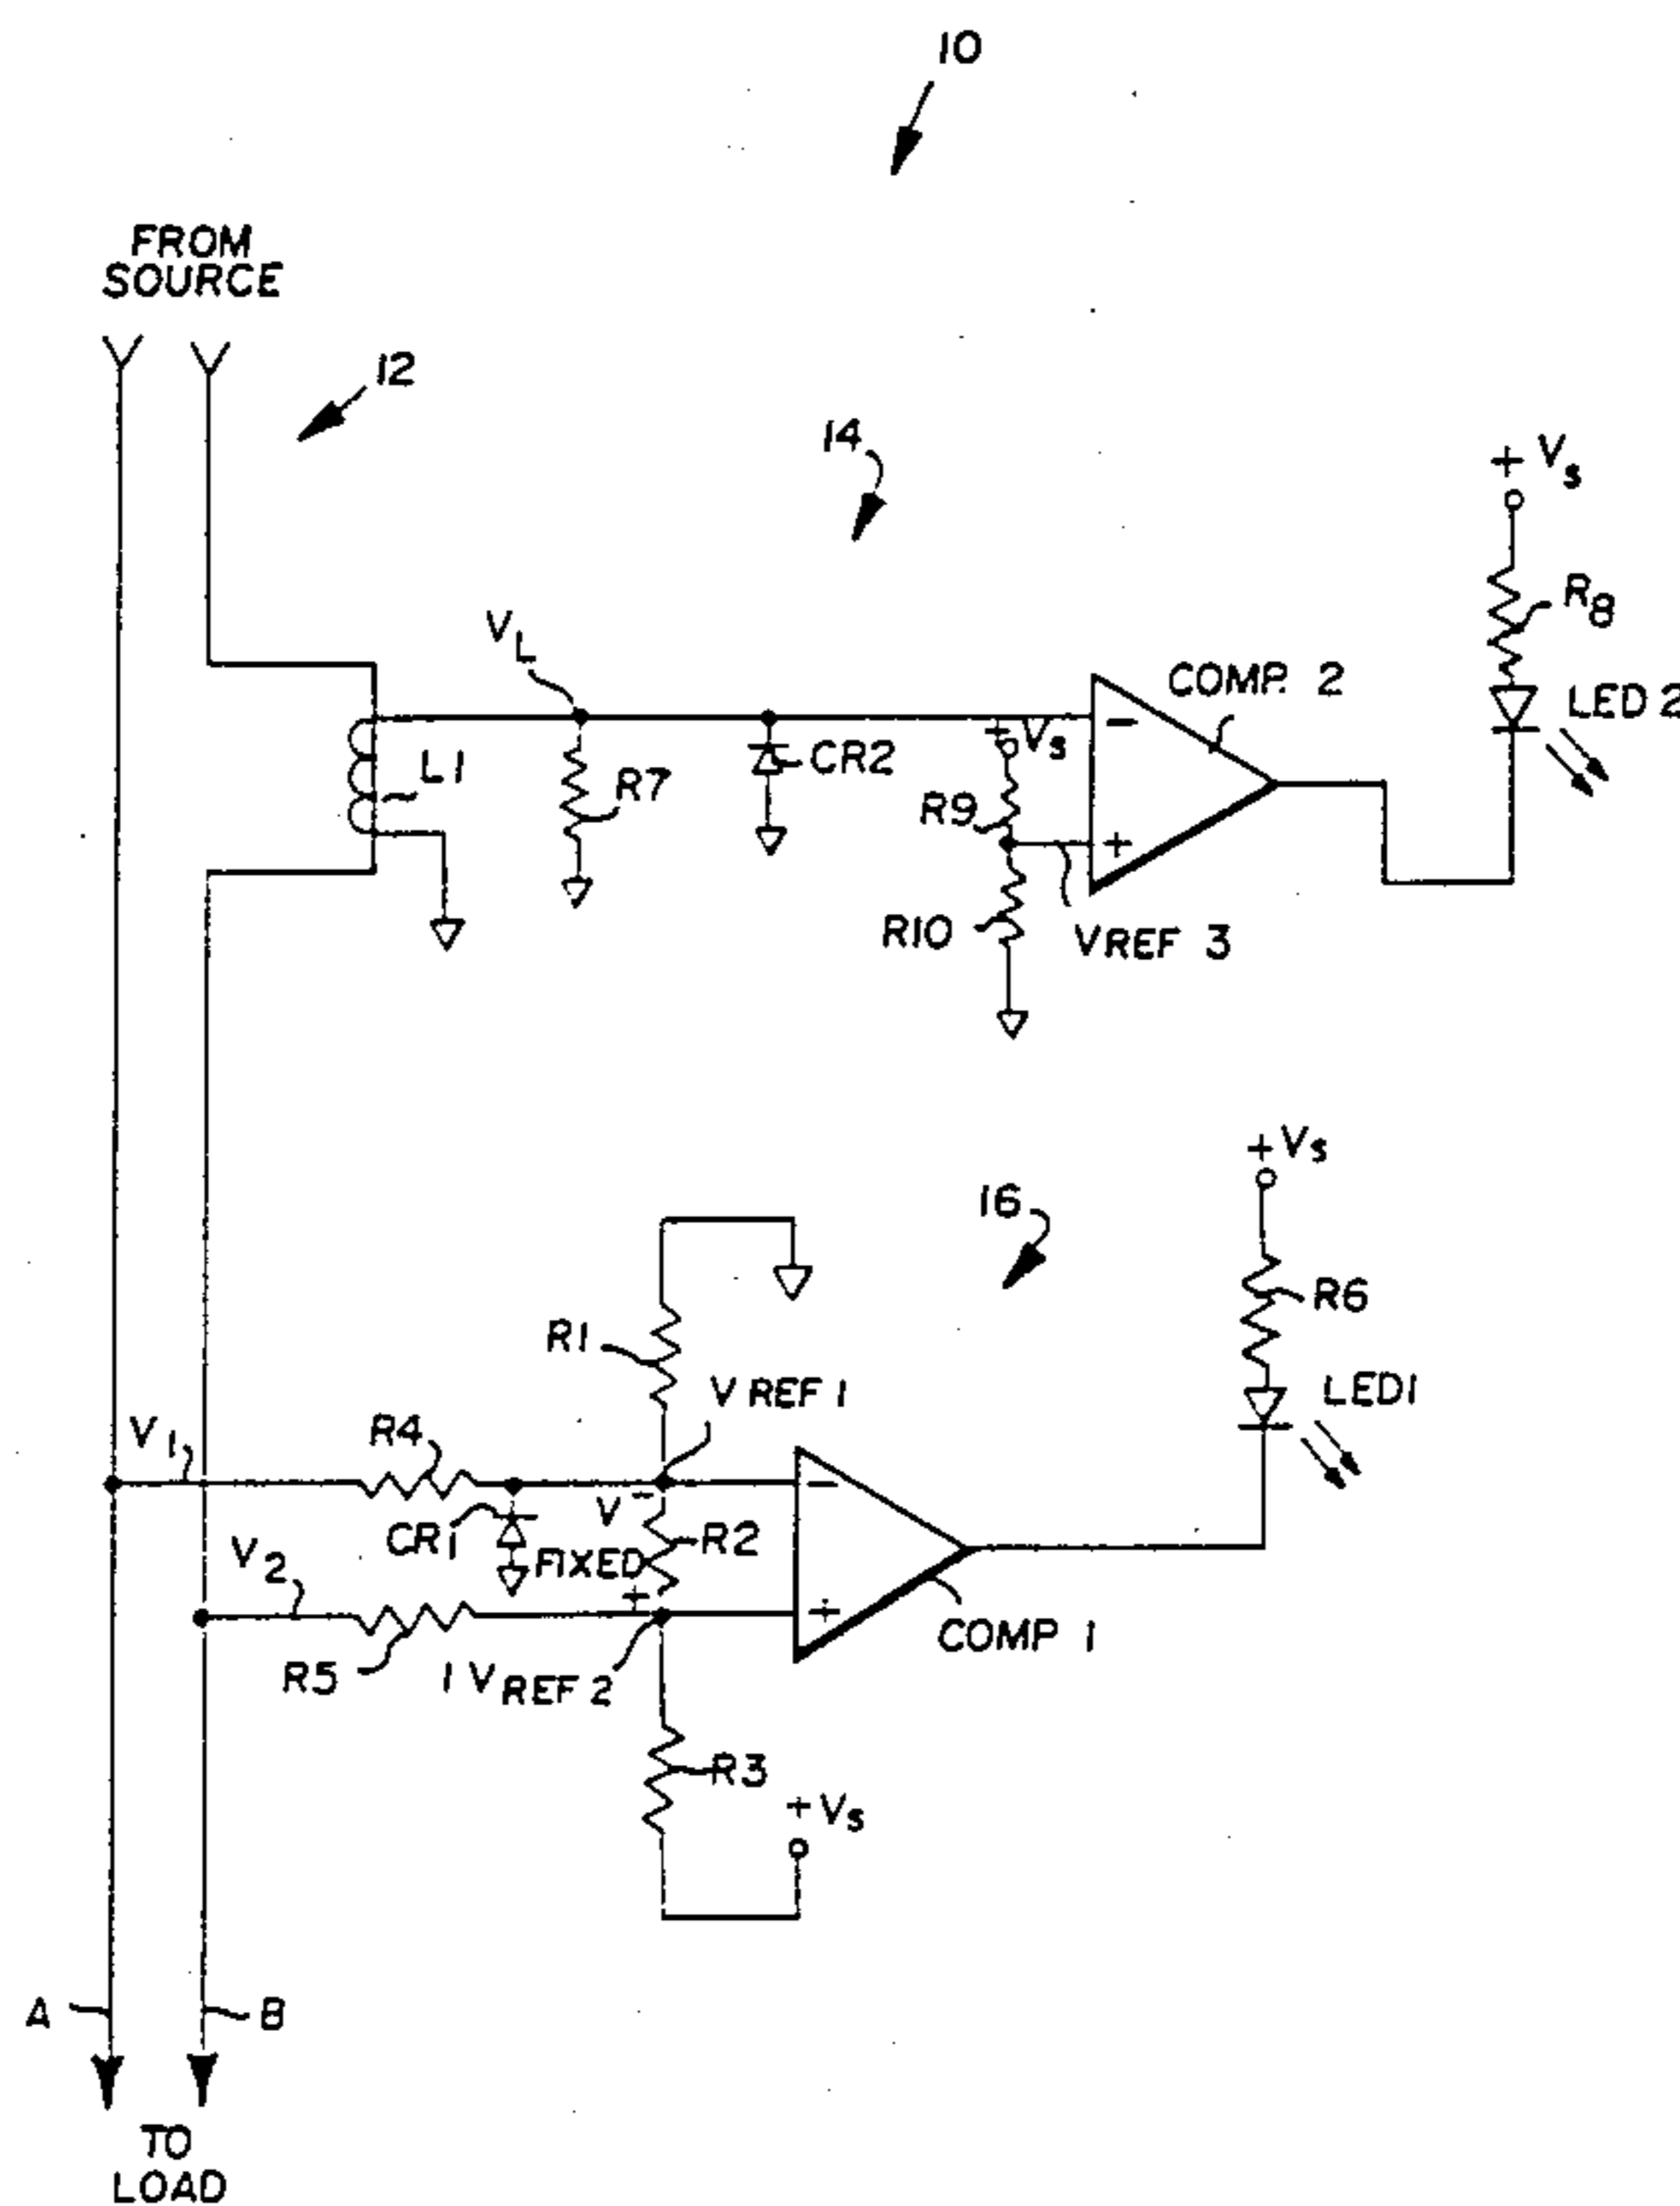 10
FROM
SOURCE
12
14
+ Vs
R8
VL
COMP. 2
LED 2
+ Vs
L1
R7
CR2
R9
-
+
R10
VREF 3
+ Vs
16
R6
R1
V REF 1
LED1
V1
R4
-
V -
CR1
R2
V2
FIXED
+
+
COMP 1
R5
1 VREF 2
R3
+ Vs
A
B
TO
LOAD